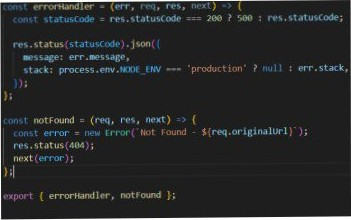 const errorHandler = (err, req, res, next) => {
  const statusCode = res.statusCode === 200 ? 500 : res.statusCode;

  res.status(statusCode).json({
    message: err.message,
    stack: process.env.NODE_ENV === 'production' ? null : err.stack,
  });
};

const notFound = (req, res, next) => {
  const error = new Error(`Not Found - ${req.originalUrl}`);
  res.status(404);
  next(error);
};

export { errorHandler, notFound };